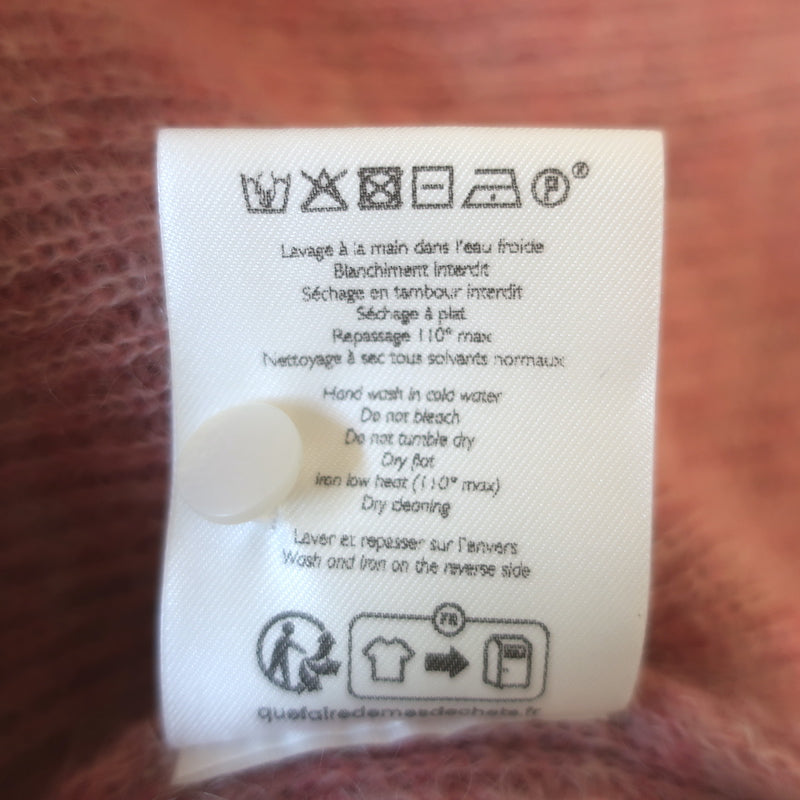 P®
Lavage à la main dans l'eau froide
Blanchiment interdit
Séchage en tambour interdit
Séchage à plat
Repassage 110° max
Nettoyage à sec tous solvants normaux
Hand wash in cold water
Do not bleach
Do not tumble dry
Dry flat
Iron low heat (110° max)
Dry cleaning
Laver et repasser sur l'envers
Wash and iron on the reverse side
FR
quefairedemesdechets.fr